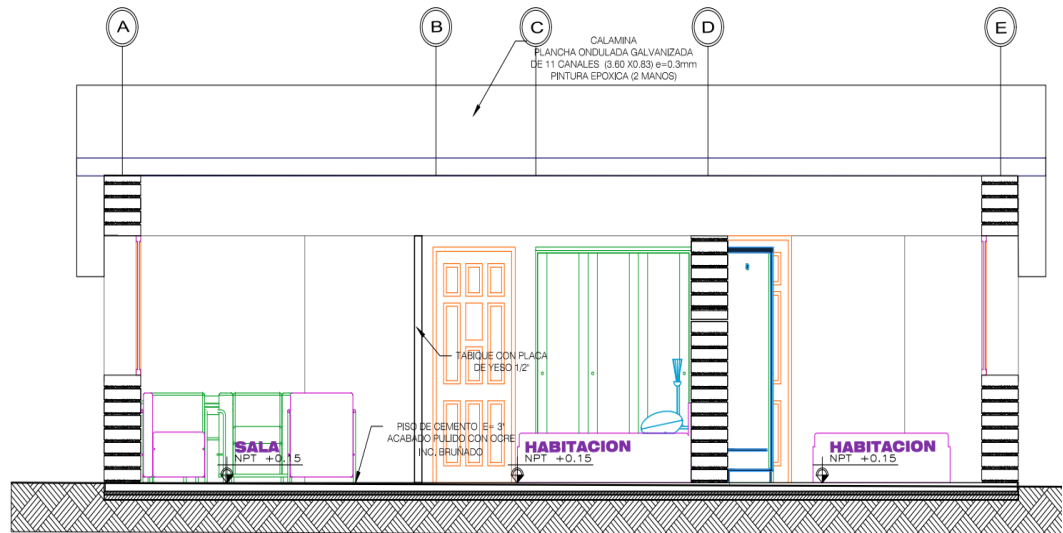 A
B
C
D
E
CALAMINA
PLANCHA ONDULADA GALVANIZADA
DE 11 CANALES (3.60 X0.83) e=0.3mm
PINTURA EPOXICA (2 MANOS)
TABIQUE CON PLACA
DE YESO 1/2"
PISO DE CEMENTO E= 3"
ACABADO PULIDO CON OCRE
INC. BRUÑADO
SALA
NPT +0.15
HABITACION
NPT +0.15
HABITACION
NPT +0.15